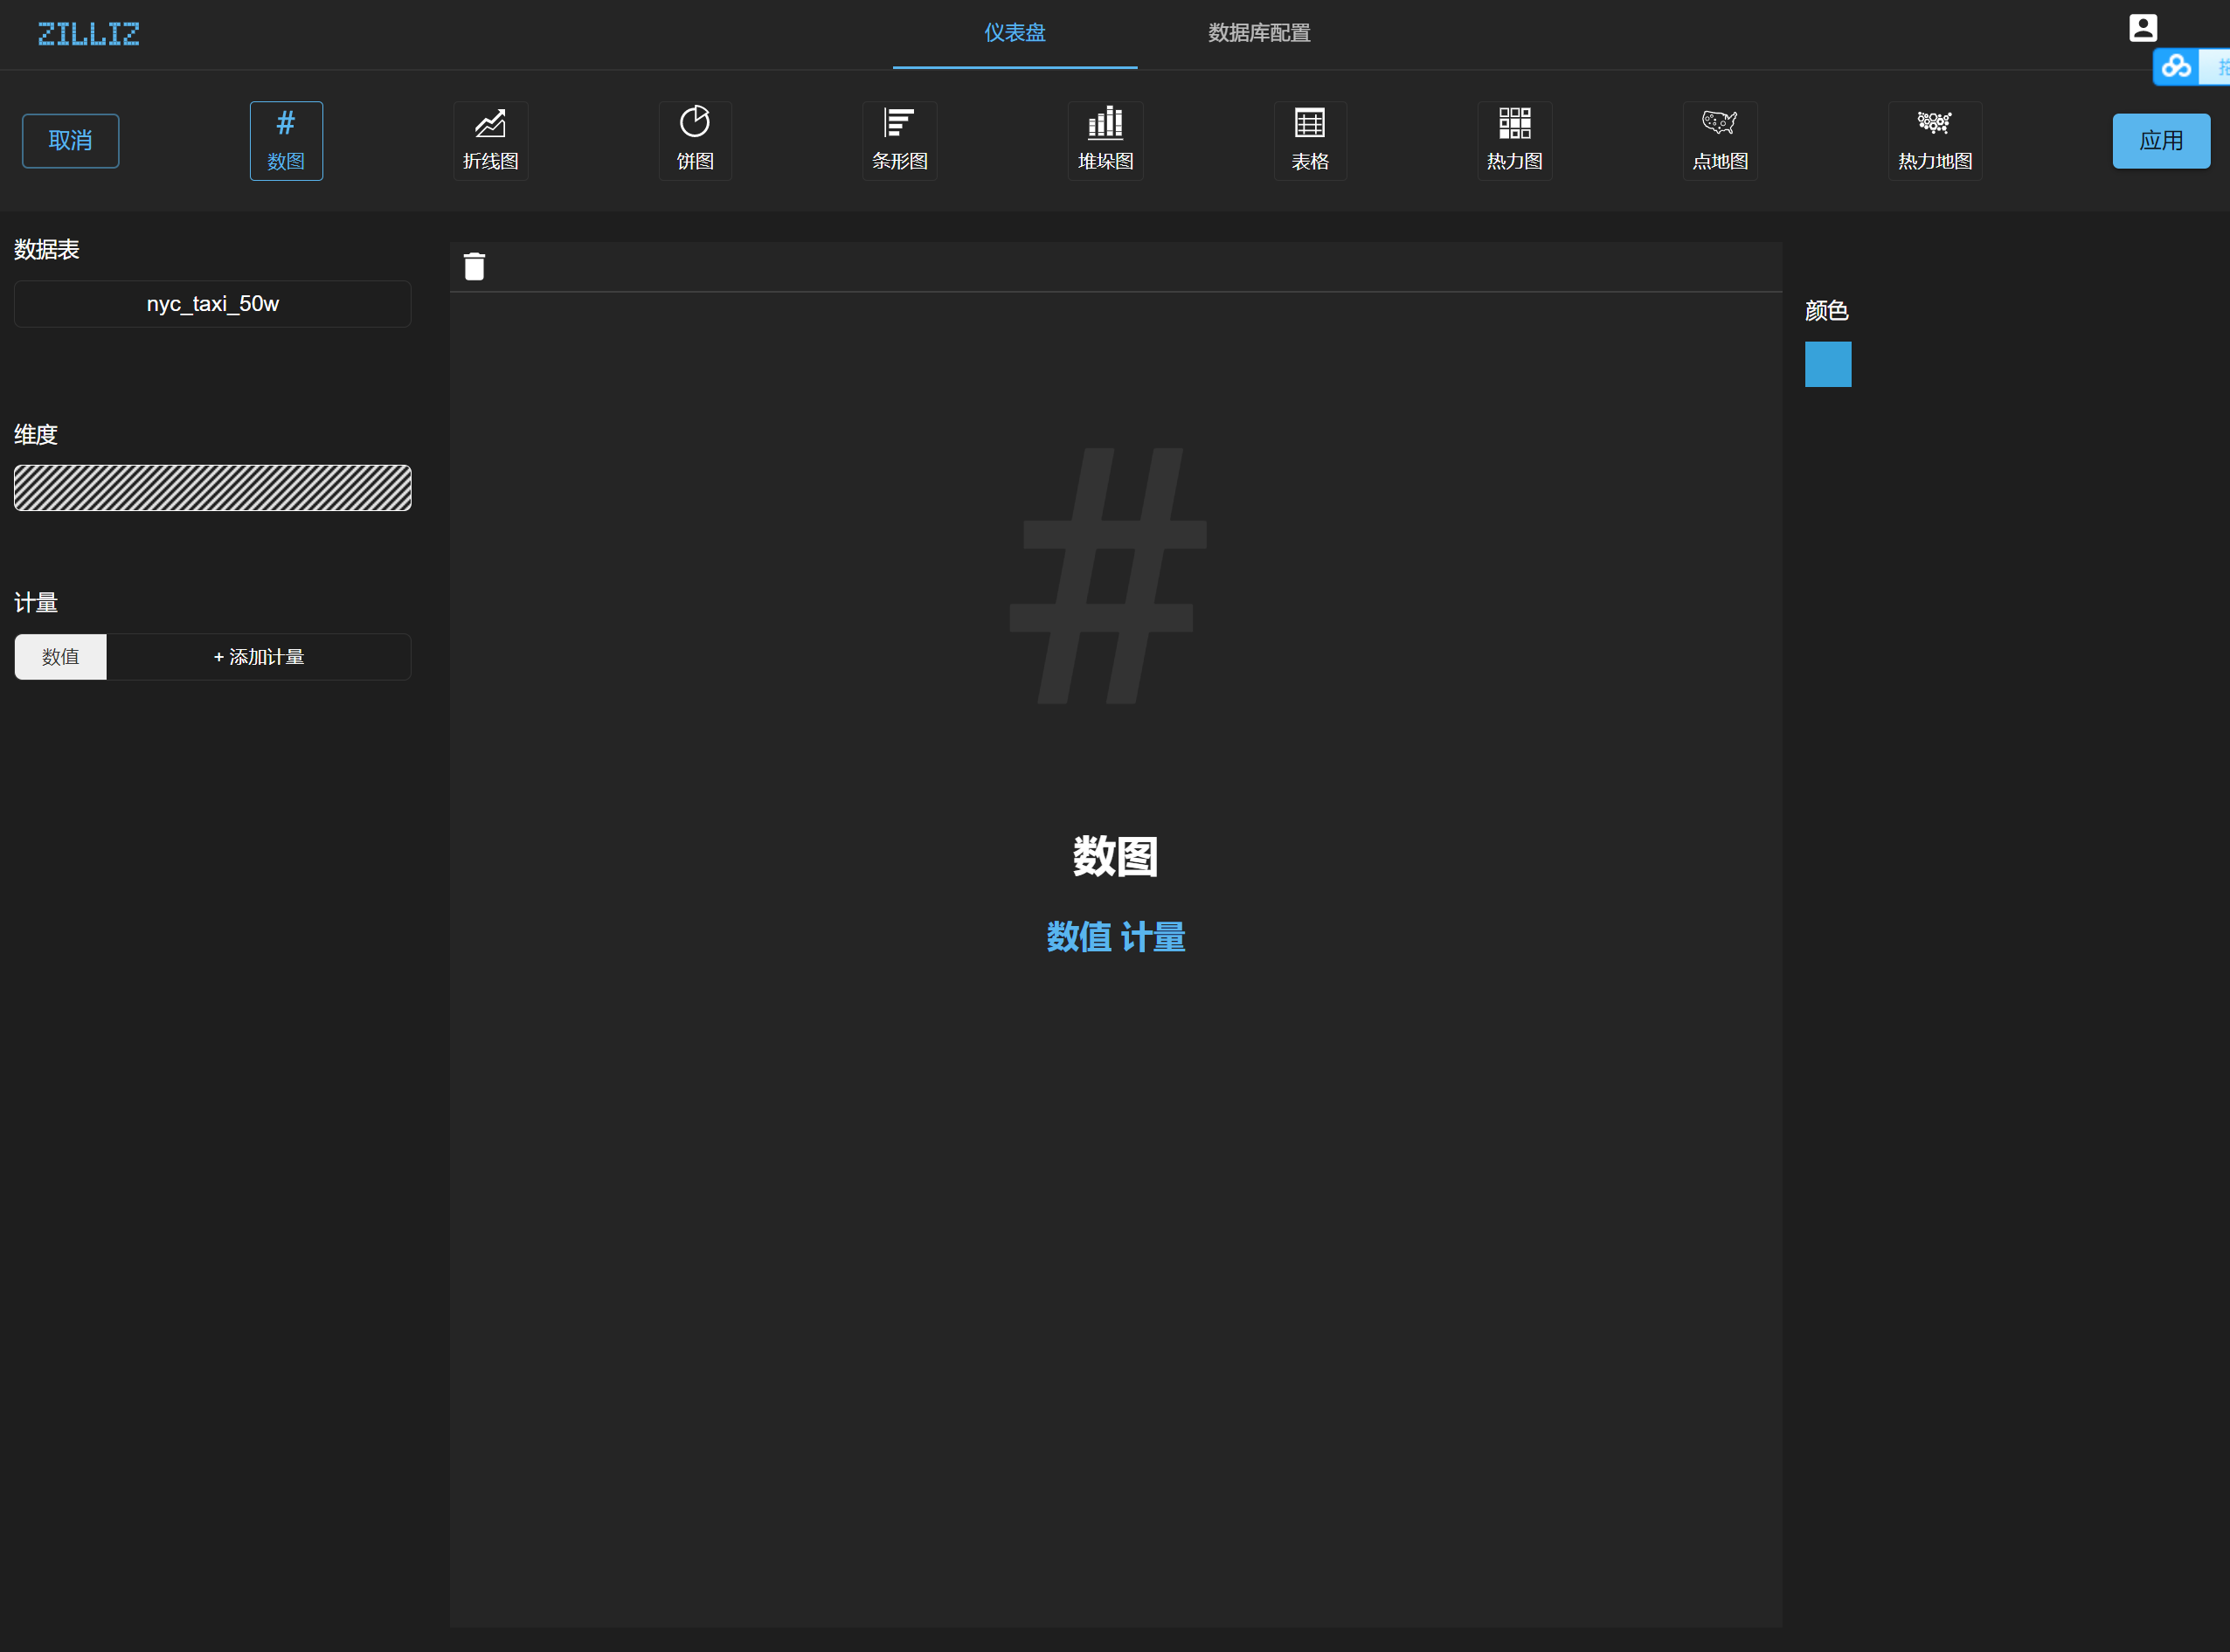 ZILLIZ
仪表盘
数据库配置
取消
数图
折线图
饼图
条形图
堆垛图
表格
热力图
点地图
热力地图
应用
数据表
nyc_taxi_50w
颜色
维度
计量
数值
+ 添加计量
数图
数值 计量